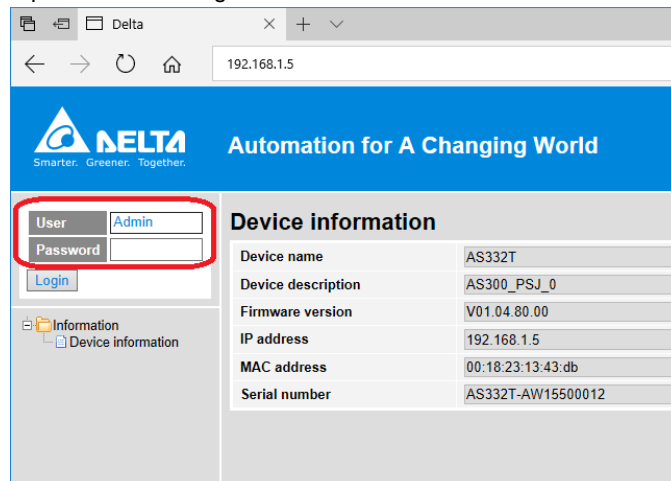 Delta
192.168.1.5
DELTA
Smarter. Greener. Together.
Automation for A Changing World
User Admin
Password
Login
Information
Device information
Device information
Device name AS332T
Device description AS300_PSJ_0
Firmware version V01.04.80.00
IP address 192.168.1.5
MAC address 00:18:23:13:43:db
Serial number AS332T-AW15500012